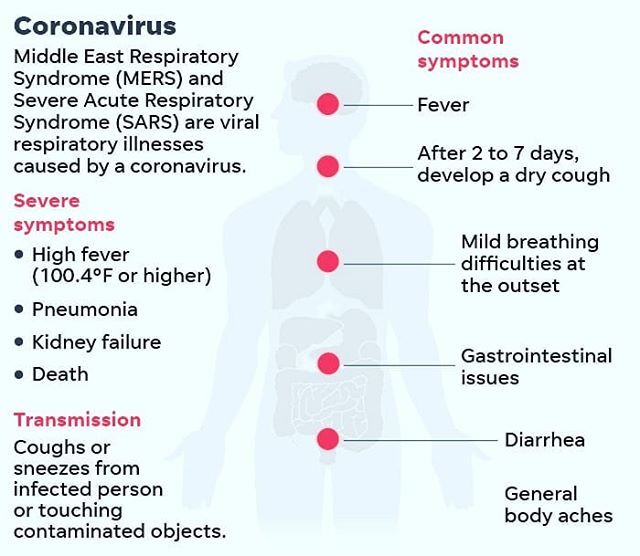 Coronavirus
Middle East Respiratory
Syndrome (MERS) and
Severe Acute Respiratory
Syndrome (SARS) are viral
respiratory illnesses
caused by a coronavirus.
Severe
symptoms
• High fever
(100.4°F or higher)
• Pneumonia
• Kidney failure
• Death
Transmission
Coughs or
sneezes from
infected person
or touching
contaminated objects.
Common
symptoms
Fever
After 2 to 7 days,
develop a dry cough
Mild breathing
difficulties at
the outset
Gastrointestinal
issues
Diarrhea
General
body aches